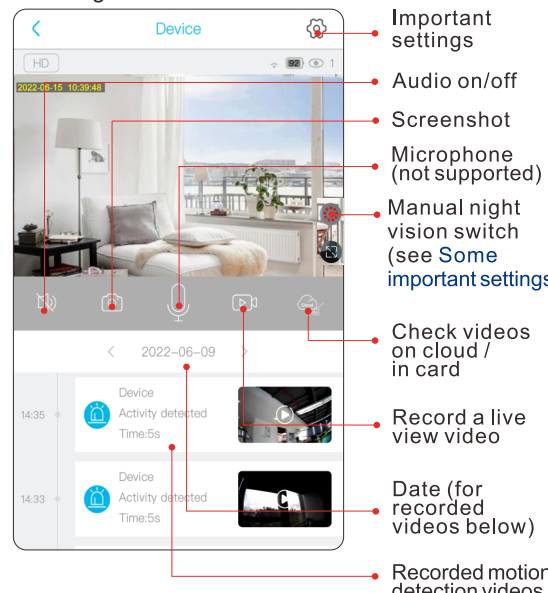 Device
HD
92
1
2022-06-15 10:39:48
Cloud
2022-06-09
14:35
Device
Activity detected
Time:5s
14:33
Device
Activity detected
Time:5s
Important
settings
Audio on/off
Screenshot
Microphone
(not supported)
Manual night
vision switch
(see Some
important settings
Check videos
on cloud /
in card
Record a live
view video
Date (for
recorded
videos below)
Recorded motion
detection videos